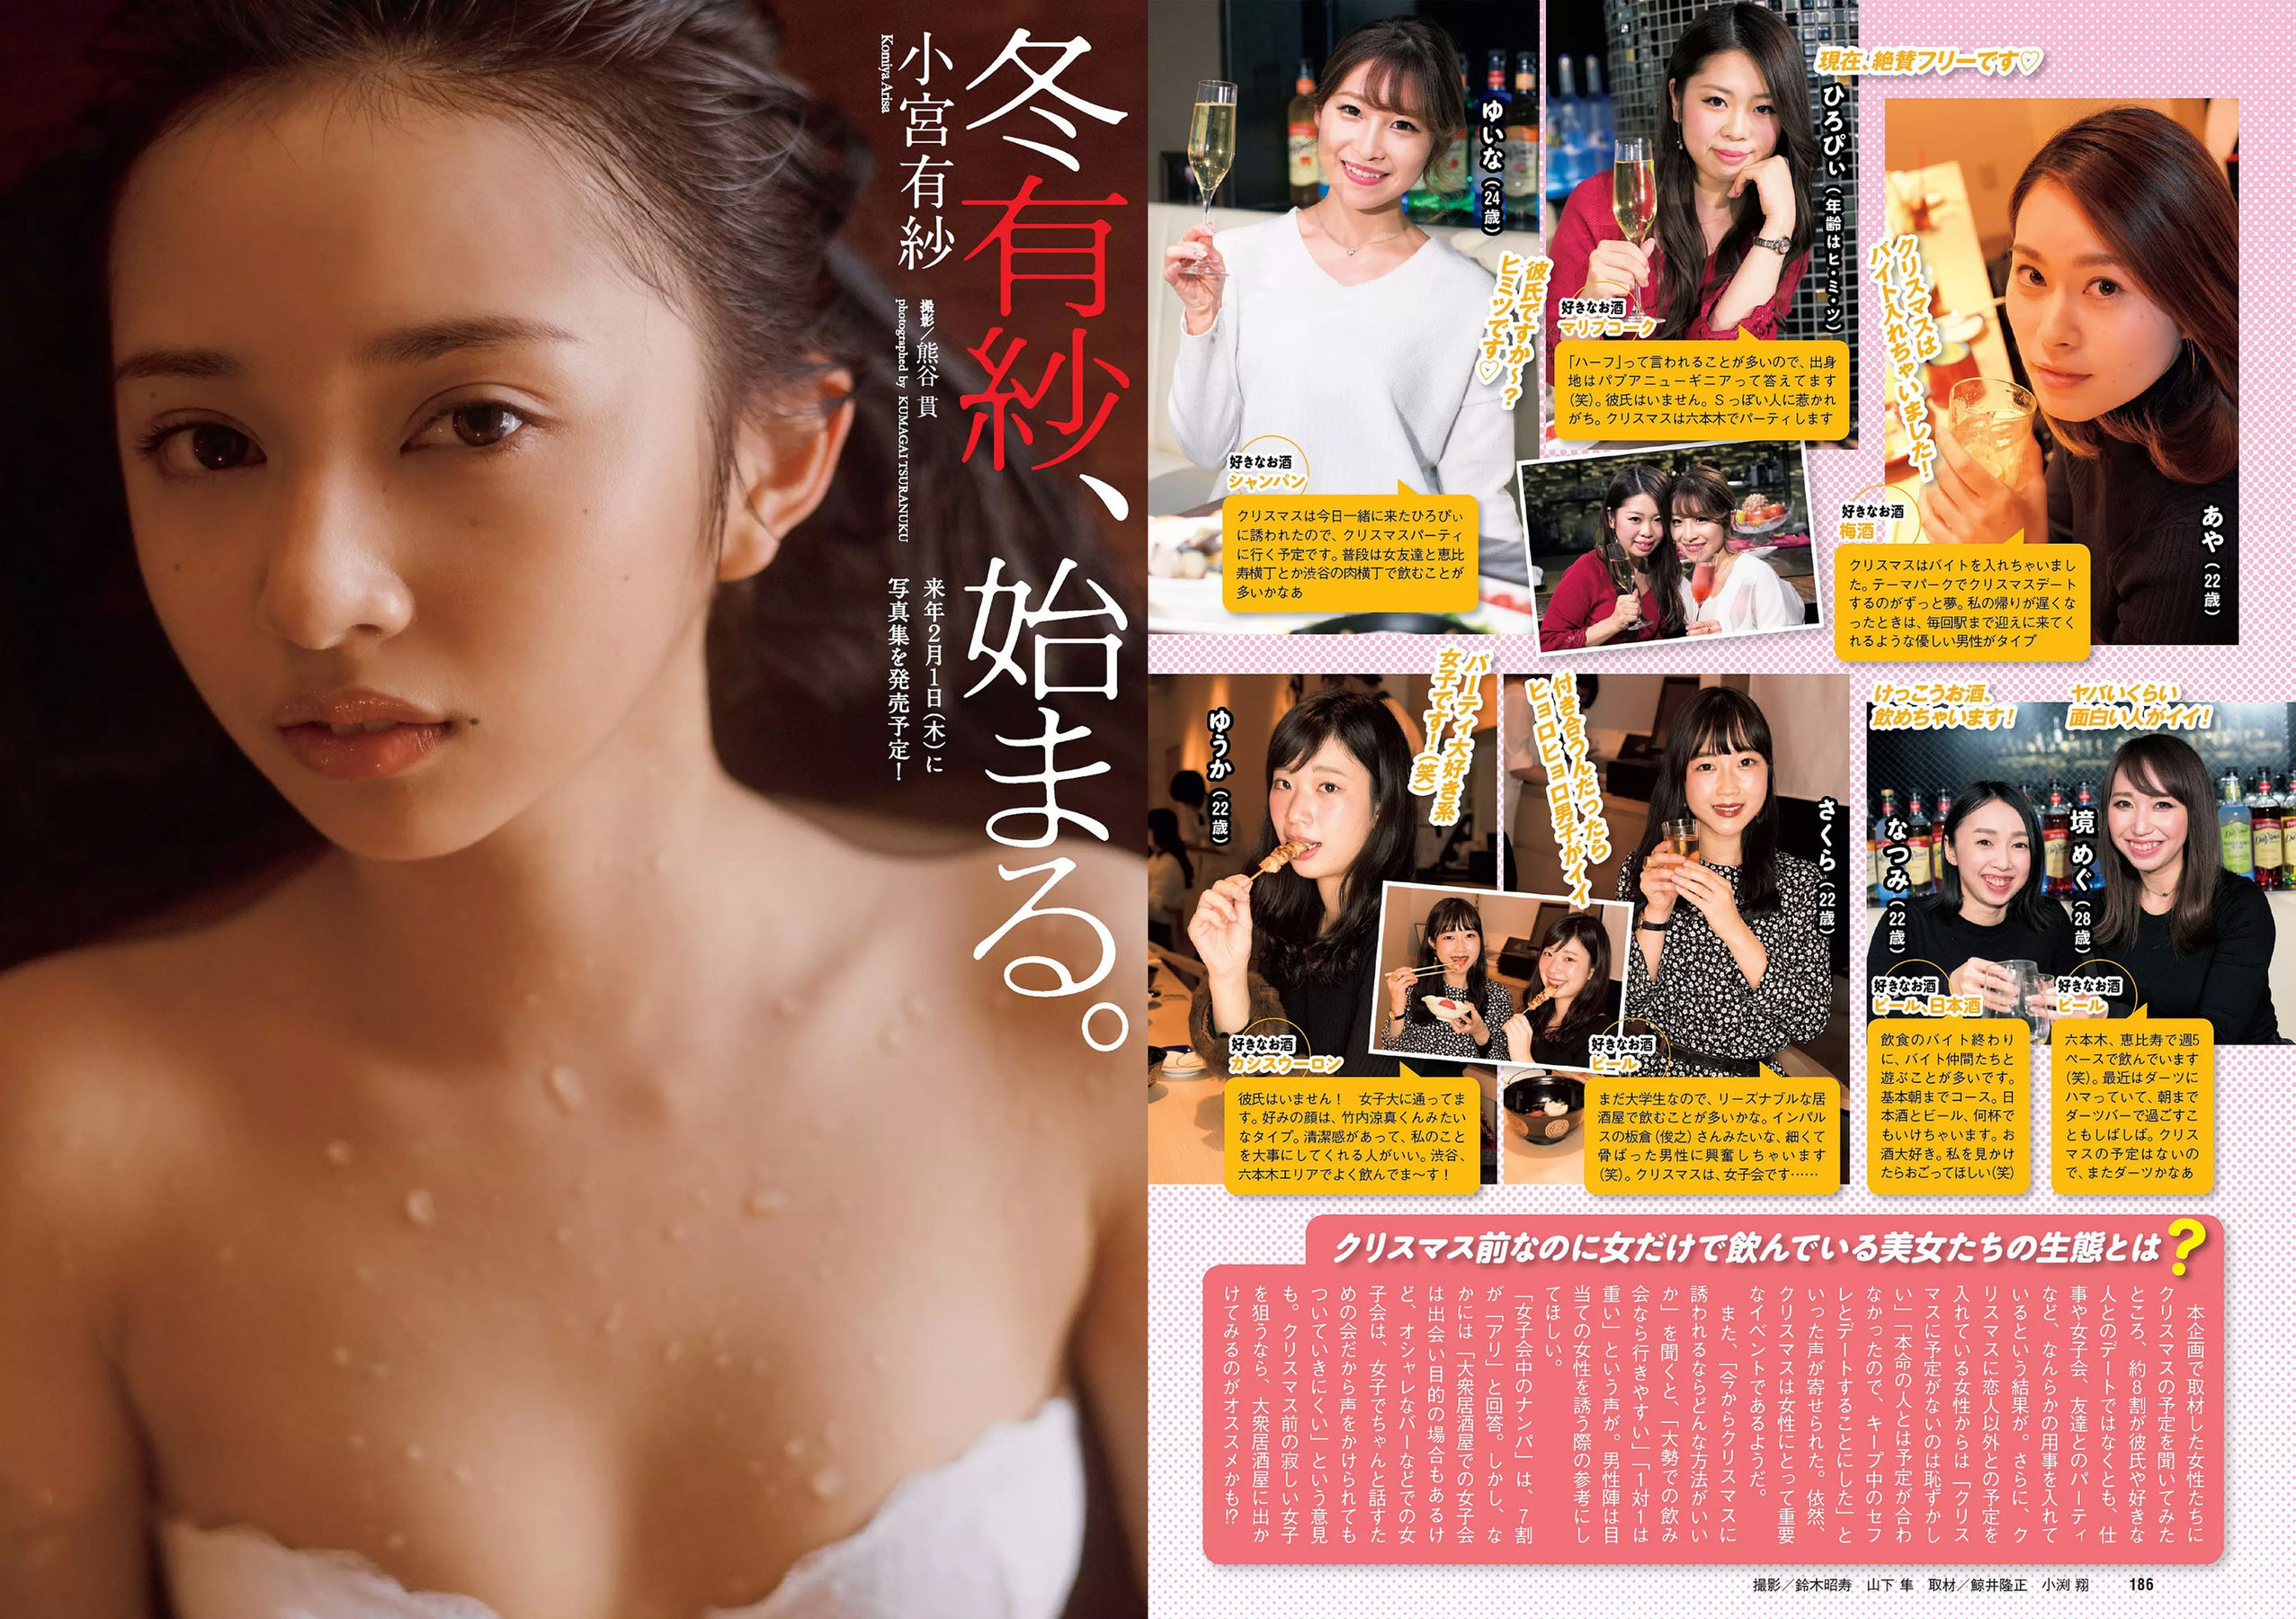 冬有紗、始まる。
小宮有紗
Komiya Arisa
撮影／熊谷 貫
photographed by KUMAGAI TSURANUKU
来年2月1日（木）に
写真集を発売予定！
現在、絶賛フリーです♡
あや（22歳）
クリスマスは
バイト入れちゃいました！
好きなお酒
梅酒
クリスマスはバイトを入れちゃいまし
た。テーマパークでクリスマスデート
するのがずっと夢。私の帰りが遅くな
ったときは、毎回駅まで迎えに来てく
れるような優しい男性がタイプ
ひろぴぃ（年齢はヒ・ミ・ツ）
好きなお酒
マリブコーク
「ハーフ」って言われることが多いので、出身
地はパプアニューギニアって答えてます
（笑）。彼氏はいません。Sっぽい人に惹かれ
がち。クリスマスは六本木でパーティします
ゆいな（24歳）
彼氏ですか〜？
ヒミツです♡
好きなお酒
シャンパン
クリスマスは今日一緒に来たひろぴぃ
に誘われたので、クリスマスパーティ
に行く予定です。普段は女友達と恵比
寿横丁とか渋谷の肉横丁で飲むことが
多いかなあ
ヤバいくらい
面白い人がイイ！
境 めぐ（28歳）
好きなお酒
ビール
六本木、恵比寿で週5
ペースで飲んでいます
（笑）。最近はダーツに
ハマっていて、朝まで
ダーツバーで過ごすこ
ともしばしば。クリス
マスの予定はないの
で、またダーツかなあ
けっこうお酒、
飲めちゃいます！
なつみ（22歳）
好きなお酒
ビール、日本酒
飲食のバイト終わり
に、バイト仲間たちと
遊ぶことが多いです。
基本朝までコース。日
本酒とビール、何杯で
もいけちゃいます。お
酒大好き。私を見かけ
たらおごってほしい（笑）
さくら（22歳）
付き合うんだったら
ヒョロヒョロ男子がイイ
好きなお酒
ビール
まだ大学生なので、リーズナブルな居
酒屋で飲むことが多いかな。インパル
スの板倉（俊之）さんみたいな、細くて
骨ばった男性に興奮しちゃいます
（笑）。クリスマスは、女子会です……
パーティ大好き系
女子です！（笑）
ゆうか（22歳）
好きなお酒
カシスウーロン
彼氏はいません！　女子大に通ってま
す。好みの顔は、竹内涼真くんみたい
なタイプ。清潔感があって、私のこと
を大事にしてくれる人がいい。渋谷、
六本木エリアでよく飲んでま〜す！
クリスマス前なのに女だけで飲んでいる美女たちの生態とは？
本企画で取材した女性たちに
クリスマスの予定を聞いてみた
ところ、約8割が彼氏や好きな
人とのデートではなくとも、仕
事や女子会、友達とのパーティ
など、なんらかの用事を入れて
いるという結果が。さらに、ク
リスマスに恋人以外との予定を
入れている女性からは「クリス
マスに予定がないのは恥ずかし
い」「本命の人とは予定が合わ
なかったので、キープ中のセフ
レとデートすることにした」と
いった声が寄せられた。依然、
クリスマスは女性にとって重要
なイベントであるようだ。
また、「今からクリスマスに
誘われるならどんな方法がいい
か」を聞くと、「大勢での飲み
会なら行きやすい」「1対1は
重い」という声が。男性陣は目
当ての女性を誘う際の参考にし
てほしい。
「女子会中のナンパ」は、7割
が「アリ」と回答。しかし、な
かには「大衆居酒屋での女子会
は出会い目的の場合もあるけ
ど、オシャレなバーなどでの女
子会は、女子でちゃんと話すた
めの会だから声をかけられても
ついていきにくい」という意見
も。クリスマス前の寂しい女子
を狙うなら、大衆居酒屋に出か
けてみるのがオススメかも!?
撮影／鈴木昭寿　山下 隼　取材／鯨井隆正　小渕 翔
186